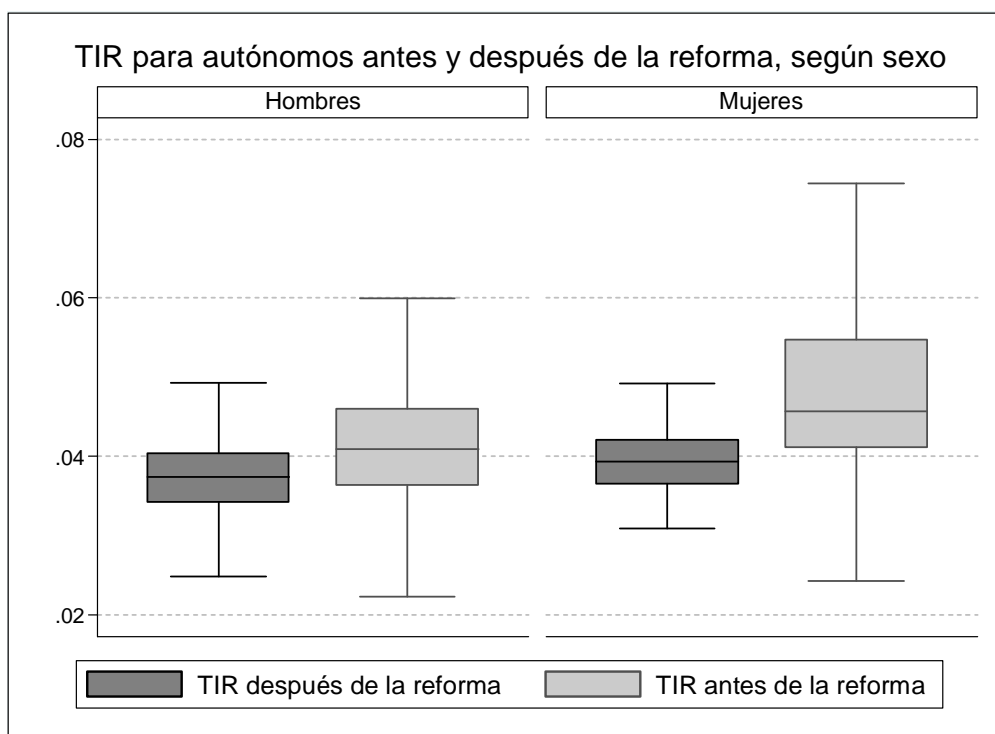 TIR para autónomos antes y después de la reforma, según sexo
Hombres
Mujeres
.08
.06
.04
.02
TIR después de la reforma
TIR antes de la reforma